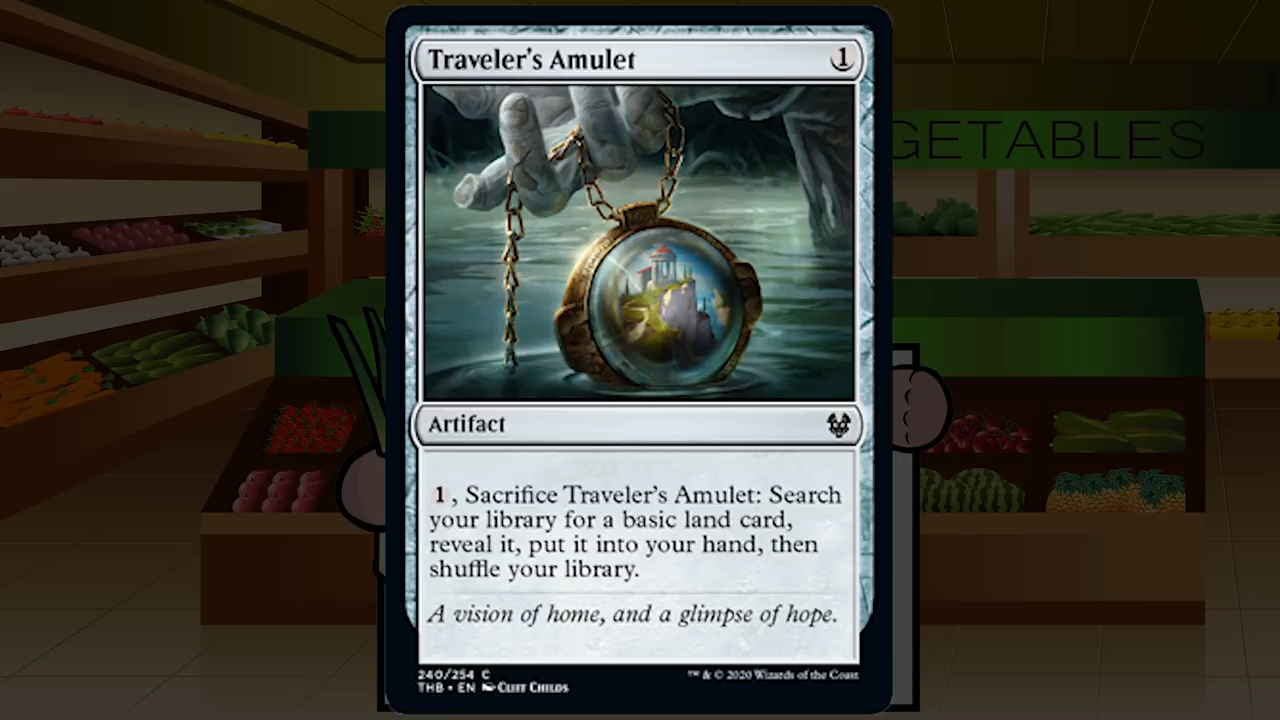 Traveler's Amulet 1
GETABLES
Artifact
1, Sacrifice Traveler's Amulet: Search
your library for a basic land card,
reveal it, put it into your hand, then
shuffle your library.
A vision of home, and a glimpse of hope.
240/254 C
™ & © 2020 Wizards of the Coast
THB • EN Cliff Childs